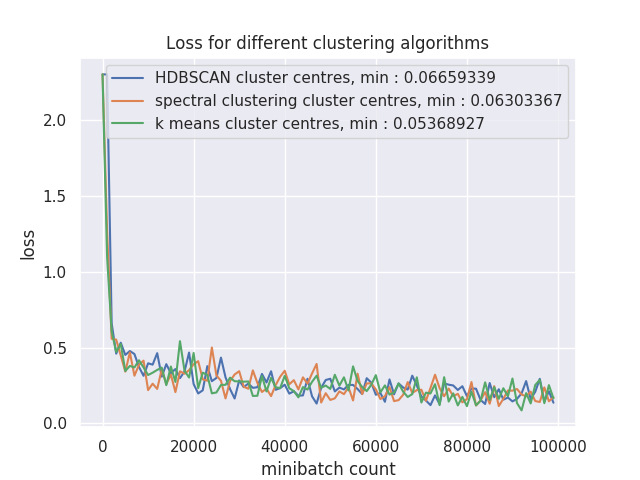 Loss for different clustering algorithms
HDBSCAN cluster centres, min : 0.06659339
spectral clustering cluster centres, min : 0.06303367
k means cluster centres, min : 0.05368927
2.0
1.5
1.0
0.5
0.0
loss
0 20000 40000 60000 80000 100000
minibatch count